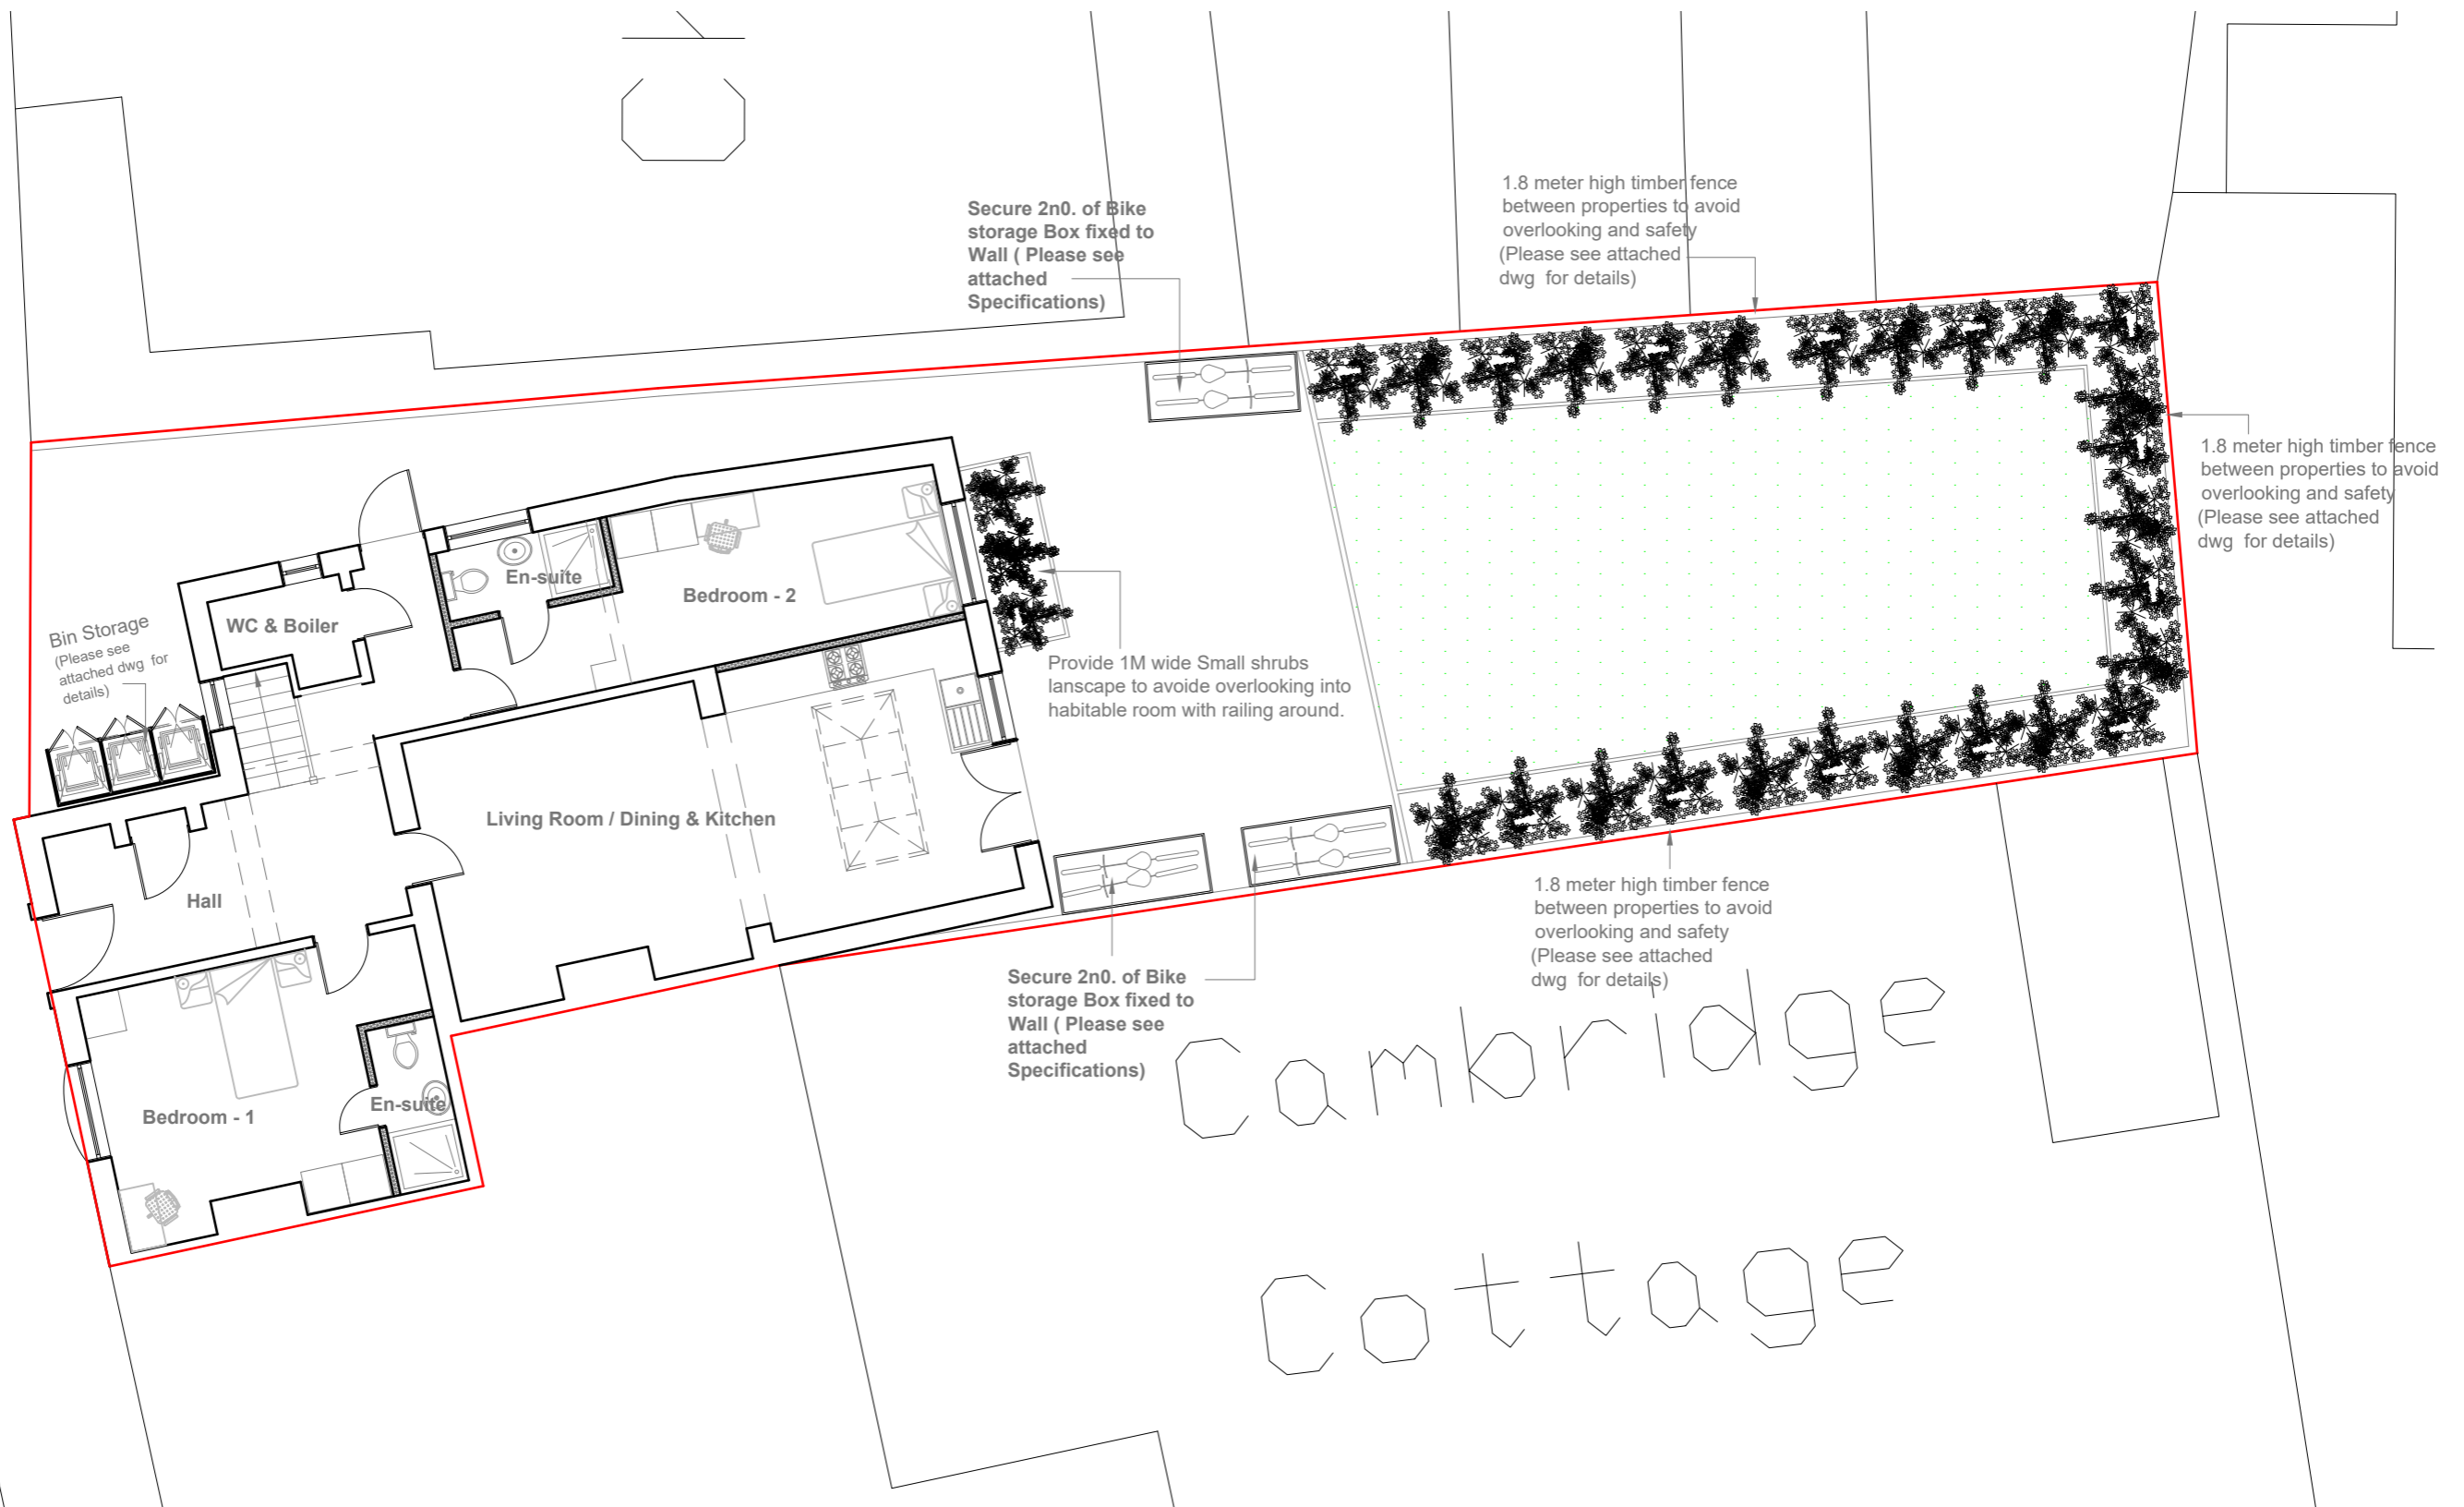 Secure 2n0. of Bike
storage Box fixed to
Wall ( Please see
attached
Specifications)
1.8 meter high timber fence
between properties to avoid
overlooking and safety
(Please see attached
dwg for details)
1.8 meter high timber fence
between properties to avoid
overlooking and safety
(Please see attached
dwg for details)
En-suite
Bedroom - 2
WC & Boiler
Bin Storage
(Please see
attached dwg for
details)
Provide 1M wide Small shrubs
lanscape to avoide overlooking into
habitable room with railing around.
Living Room / Dining & Kitchen
Hall
1.8 meter high timber fence
between properties to avoid
overlooking and safety
(Please see attached
dwg for details)
Secure 2n0. of Bike
storage Box fixed to
Wall ( Please see
attached
Specifications)
Bedroom - 1
En-suite
Cambridge
Cottage